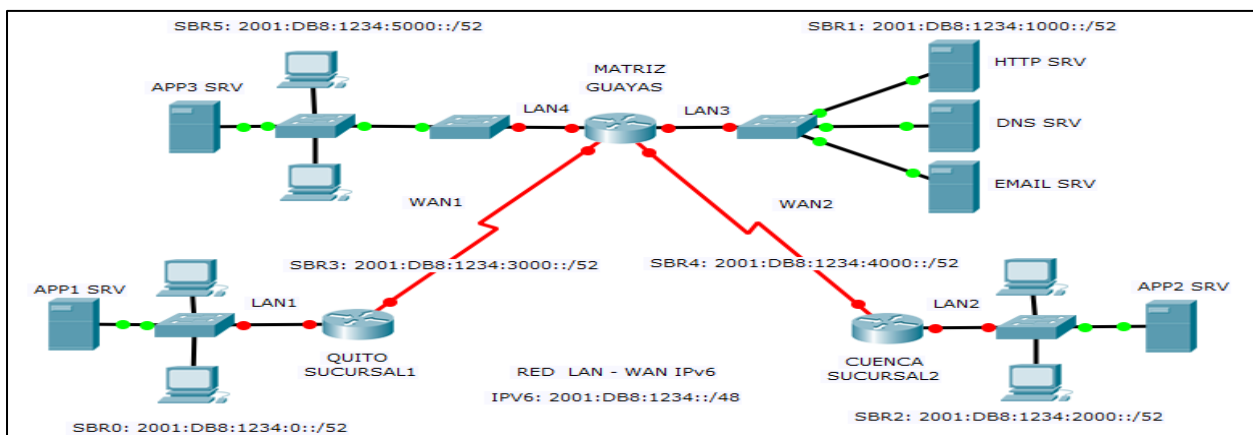 SBR5: 2001:DB8:1234:5000::/52
SBR1: 2001:DB8:1234:1000::/52
APP3 SRV
LAN4
MATRIZ
GUAYAS
LAN3
HTTP SRV
DNS SRV
EMAIL SRV
WAN1
WAN2
SBR3: 2001:DB8:1234:3000::/52
SBR4: 2001:DB8:1234:4000::/52
APP1 SRV
LAN1
QUITO
SUCURSAL1
LAN2
APP2 SRV
CUENCA
SUCURSAL2
RED LAN - WAN IPv6
IPV6: 2001:DB8:1234::/48
SBR0: 2001:DB8:1234:0::/52
SBR2: 2001:DB8:1234:2000::/52